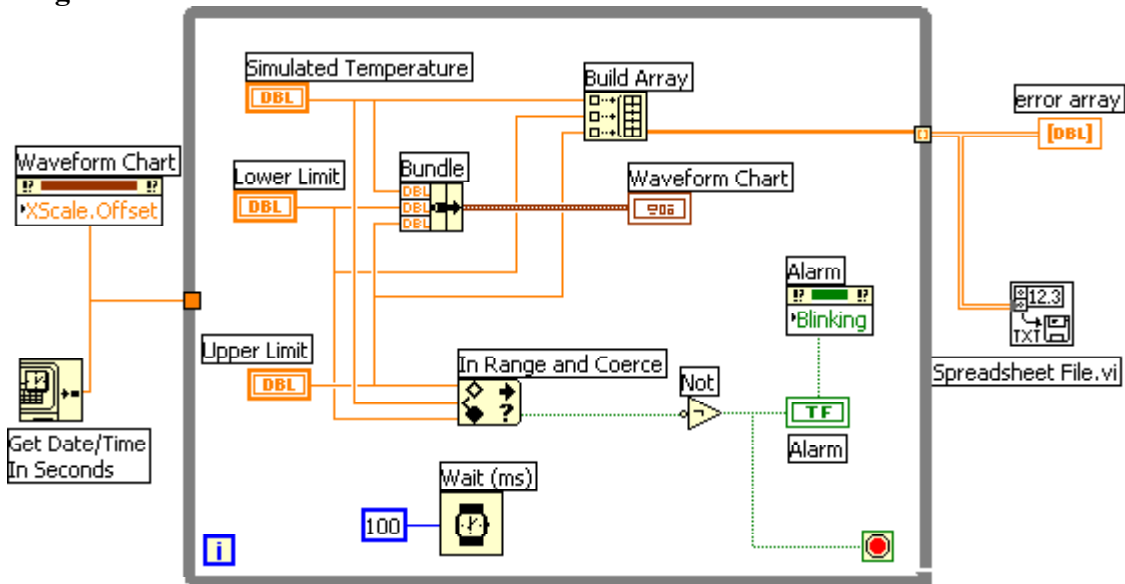 Simulated Temperature
DBL
Build Array
error array
[DBL]
Waveform Chart
XScale.Offset
Lower Limit
DBL
Bundle
DBL
DBL
DBL
Waveform Chart
Alarm
Blinking
12.3
TXT
Spreadsheet File.vi
Upper Limit
DBL
In Range and Coerce
?
Not
TF
Alarm
Get Date/Time
In Seconds
Wait (ms)
100
i